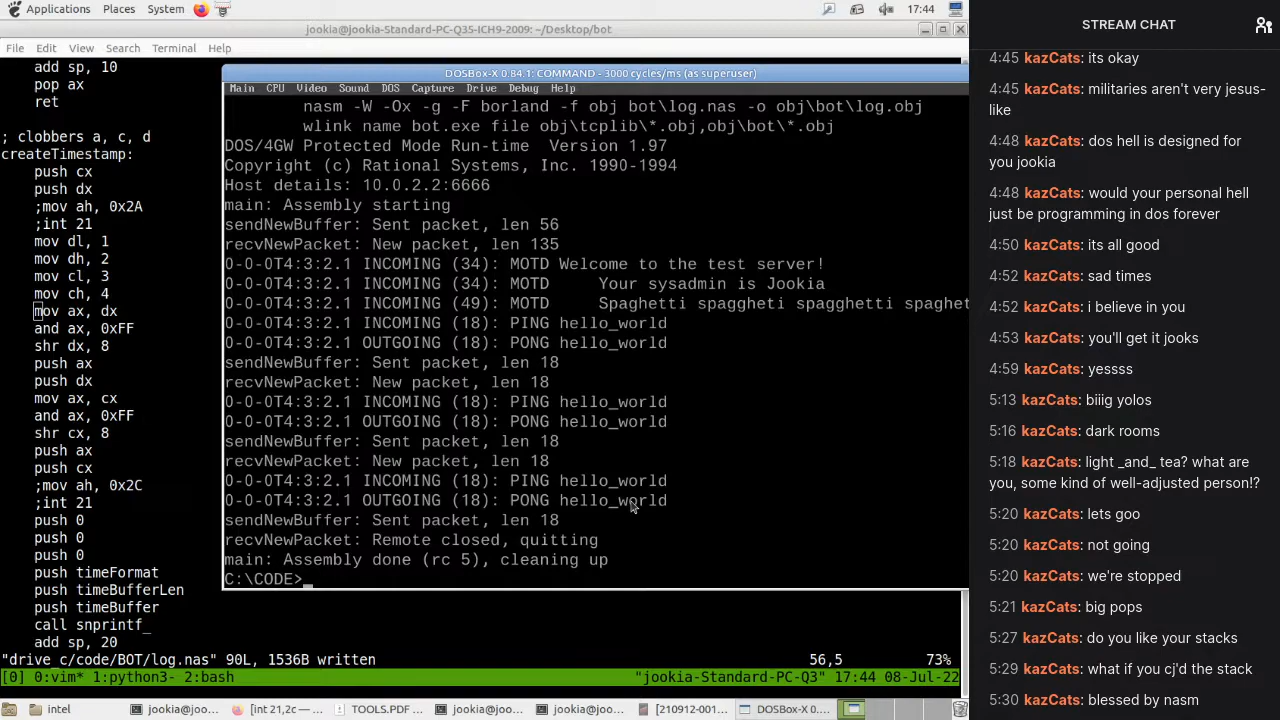 Applications Places System 17:44
jookia@jookia-Standard-PC-Q35-ICH9-2009: ~/Desktop/bot
File Edit View Search Terminal Help
add sp, 10
pop ax
ret
; clobbers a, c, d
createTimestamp:
push cx
push dx
;mov ah, 0x2A
;int 21
mov dl, 1
mov dh, 2
mov cl, 3
mov ch, 4
mov ax, dx
and ax, 0xFF
shr dx, 8
push ax
push dx
mov ax, cx
and ax, 0xFF
shr cx, 8
push ax
push cx
;mov ah, 0x2C
;int 21
push 0
push 0
push 0
push timeFormat
push timeBufferLen
push timeBuffer
call snprintf_
add sp, 20
"drive_c/code/BOT/log.nas" 90L, 1536B written 56,5 73%
[0] 0:vim* 1:python3- 2:bash "jookia-Standard-PC-Q3" 17:44 08-Jul-22
DOSBox-X 0.84.1: COMMAND - 3000 cycles/ms (as superuser)
Main CPU Video Sound DOS Capture Drive Debug Help
nasm -W -Ox -g -F borland -f obj bot\log.nas -o obj\bot\log.obj
wlink name bot.exe file obj\tcplib\*.obj,obj\bot\*.obj
DOS/4GW Protected Mode Run-time Version 1.97
Copyright (c) Rational Systems, Inc. 1990-1994
Host details: 10.0.2.2:6666
main: Assembly starting
sendNewBuffer: Sent packet, len 56
recvNewPacket: New packet, len 135
0-0-0T4:3:2.1 INCOMING (34): MOTD Welcome to the test server!
0-0-0T4:3:2.1 INCOMING (34): MOTD Your sysadmin is Jookia
0-0-0T4:3:2.1 INCOMING (49): MOTD Spaghetti spaggheti spagghetti spaghet
0-0-0T4:3:2.1 INCOMING (18): PING hello_world
0-0-0T4:3:2.1 OUTGOING (18): PONG hello_world
sendNewBuffer: Sent packet, len 18
recvNewPacket: New packet, len 18
0-0-0T4:3:2.1 INCOMING (18): PING hello_world
0-0-0T4:3:2.1 OUTGOING (18): PONG hello_world
sendNewBuffer: Sent packet, len 18
recvNewPacket: New packet, len 18
0-0-0T4:3:2.1 INCOMING (18): PING hello_world
0-0-0T4:3:2.1 OUTGOING (18): PONG hello_world
sendNewBuffer: Sent packet, len 18
recvNewPacket: Remote closed, quitting
main: Assembly done (rc 5), cleaning up
C:\CODE>_
intel jookia@joo... [int 21,2c — ... TOOLS.PDF ... jookia@joo... jookia@joo... [210912-001... DOSBox-X 0....
STREAM CHAT
4:45 kazCats: its okay
4:45 kazCats: militaries aren't very jesus-
like
4:48 kazCats: dos hell is designed for
you jookia
4:48 kazCats: would your personal hell
just be programming in dos forever
4:50 kazCats: its all good
4:52 kazCats: sad times
4:52 kazCats: i believe in you
4:53 kazCats: you'll get it jooks
4:59 kazCats: yessss
5:13 kazCats: biiig yolos
5:16 kazCats: dark rooms
5:18 kazCats: light _and_ tea? what are
you, some kind of well-adjusted person!?
5:20 kazCats: lets goo
5:20 kazCats: not going
5:20 kazCats: we're stopped
5:21 kazCats: big pops
5:27 kazCats: do you like your stacks
5:29 kazCats: what if you cj'd the stack
5:30 kazCats: blessed by nasm